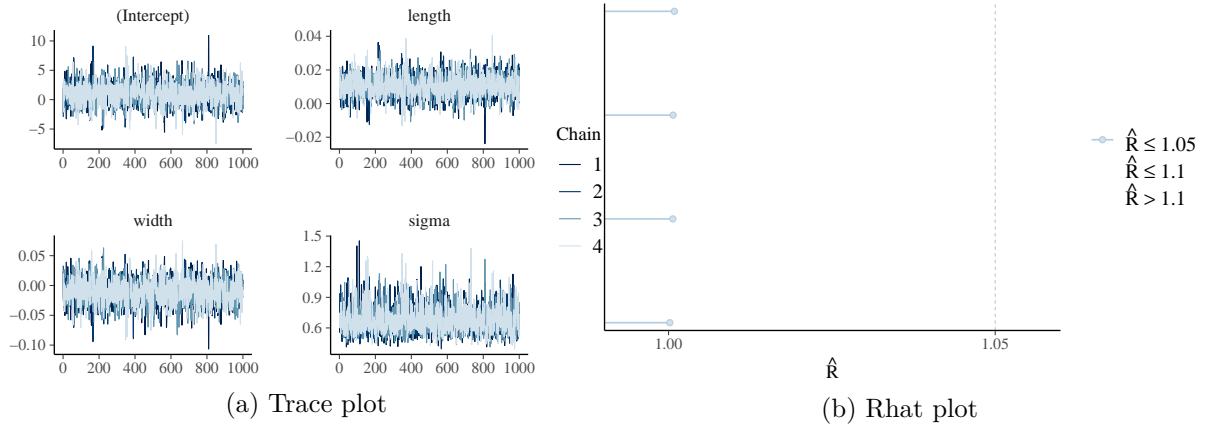 (Intercept)
10
5
0
−5
0 200 400 600 800 1000
length
0.04
0.02
0.00
−0.02
0 200 400 600 800 1000
width
0.05
0.00
−0.05
−0.10
0 200 400 600 800 1000
sigma
1.5
1.2
0.9
0.6
0 200 400 600 800 1000
Chain
1
2
3
4
(a) Trace plot
1.00 1.05
R̂
R̂ ≤ 1.05
R̂ ≤ 1.1
R̂ > 1.1
(b) Rhat plot